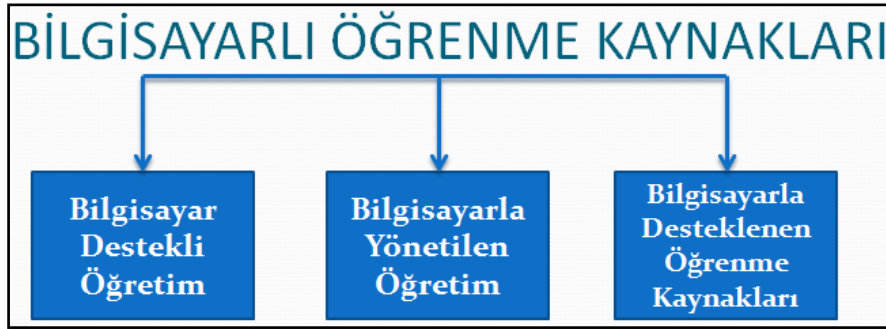 BİLGİSAYARLI ÖĞRENME KAYNAKLARI
Bilgisayar
Destekli
Öğretim
Bilgisayarla
Yönetilen
Öğretim
Bilgisayarla
Desteklenen
Öğrenme
Kaynakları